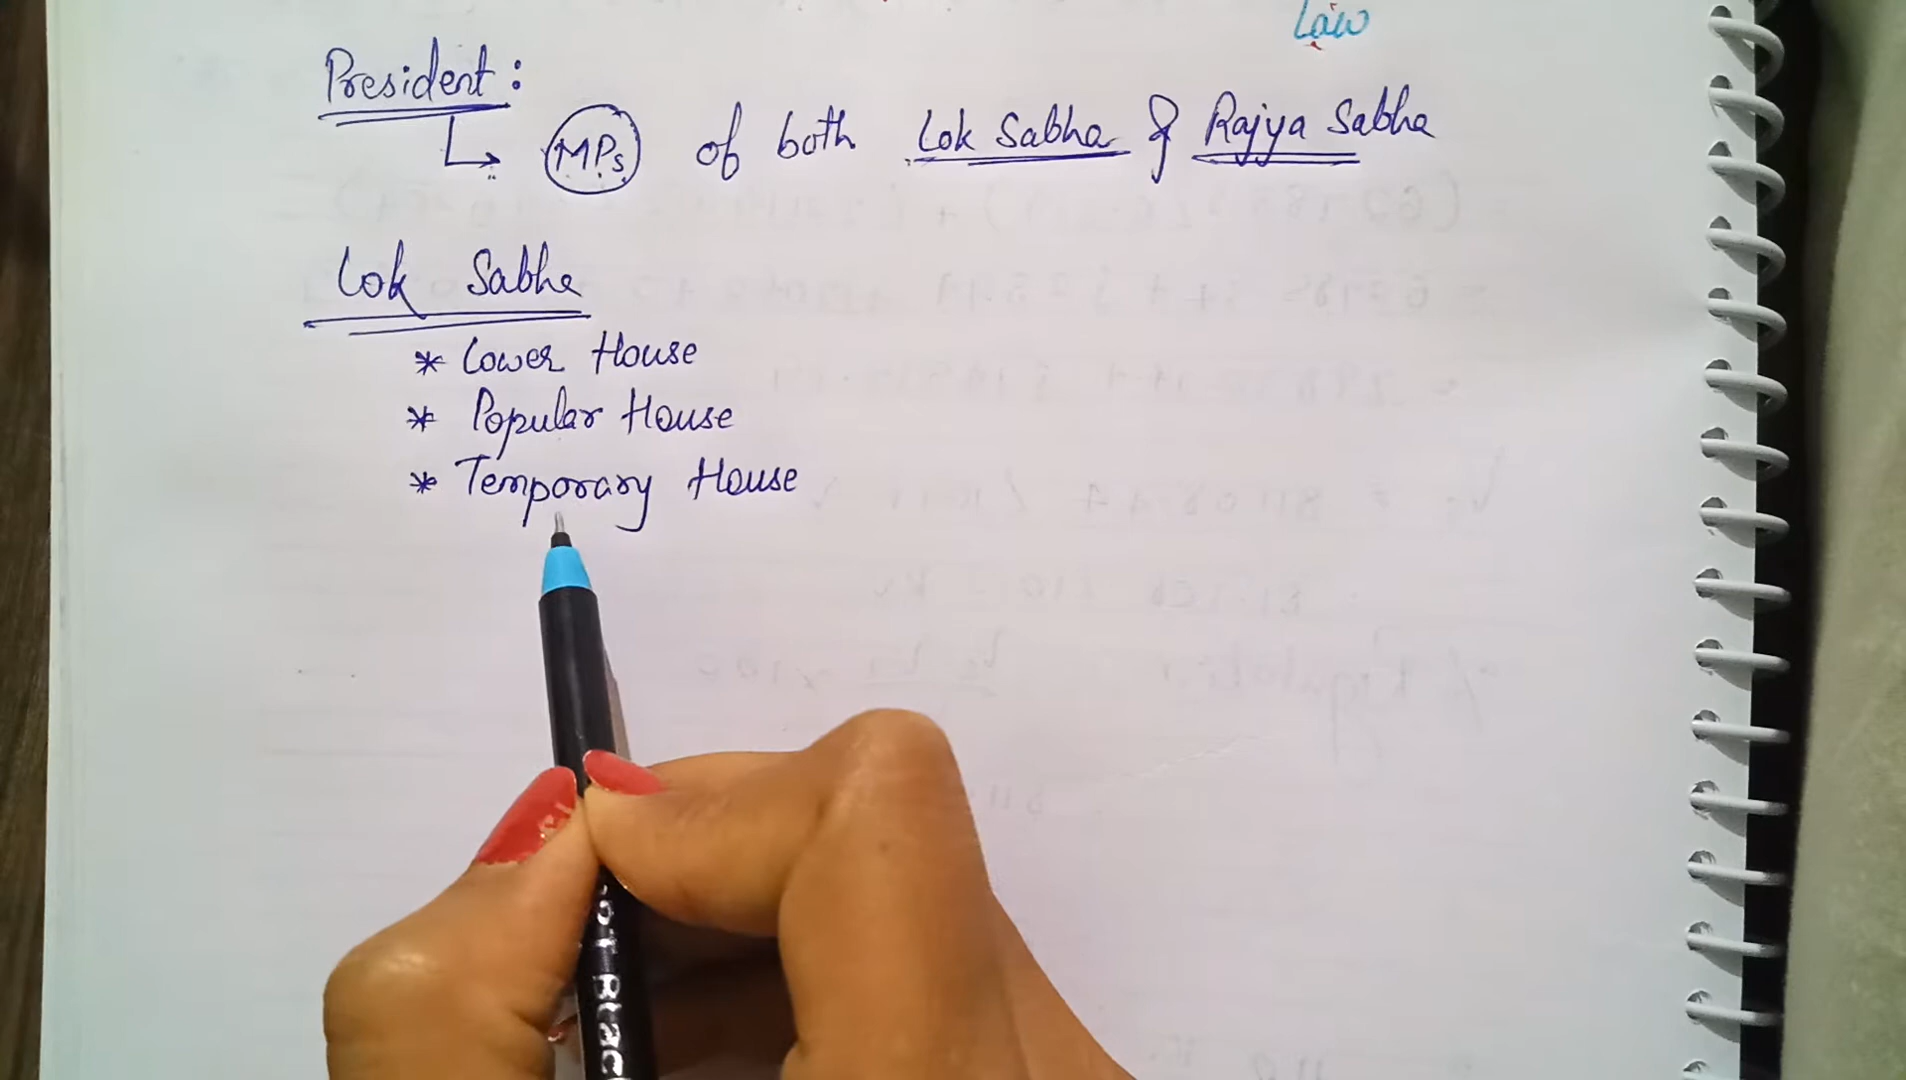 Law
President :
↳ MPs of both Lok Sabha & Rajya Sabha
Lok Sabha
* Lower House
* Popular House
* Temporary House